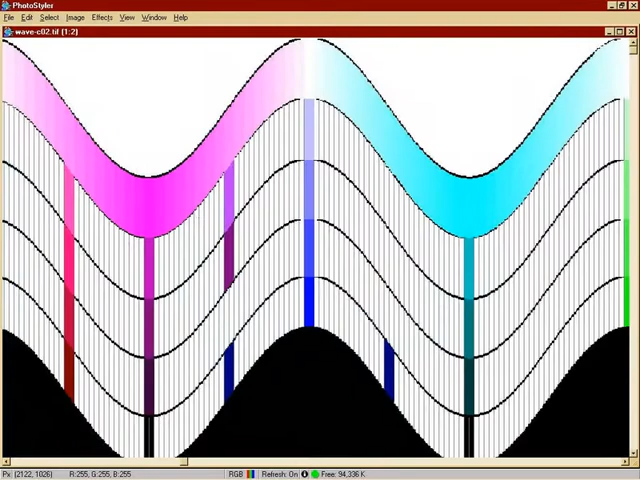 PhotoStyler
File Edit Select Image Effects View Window Help
wave-c02.tif (1:2)
Px (2122, 1026) R:255, G:255, B:255 RGB Refresh: On Free: 94,336 K